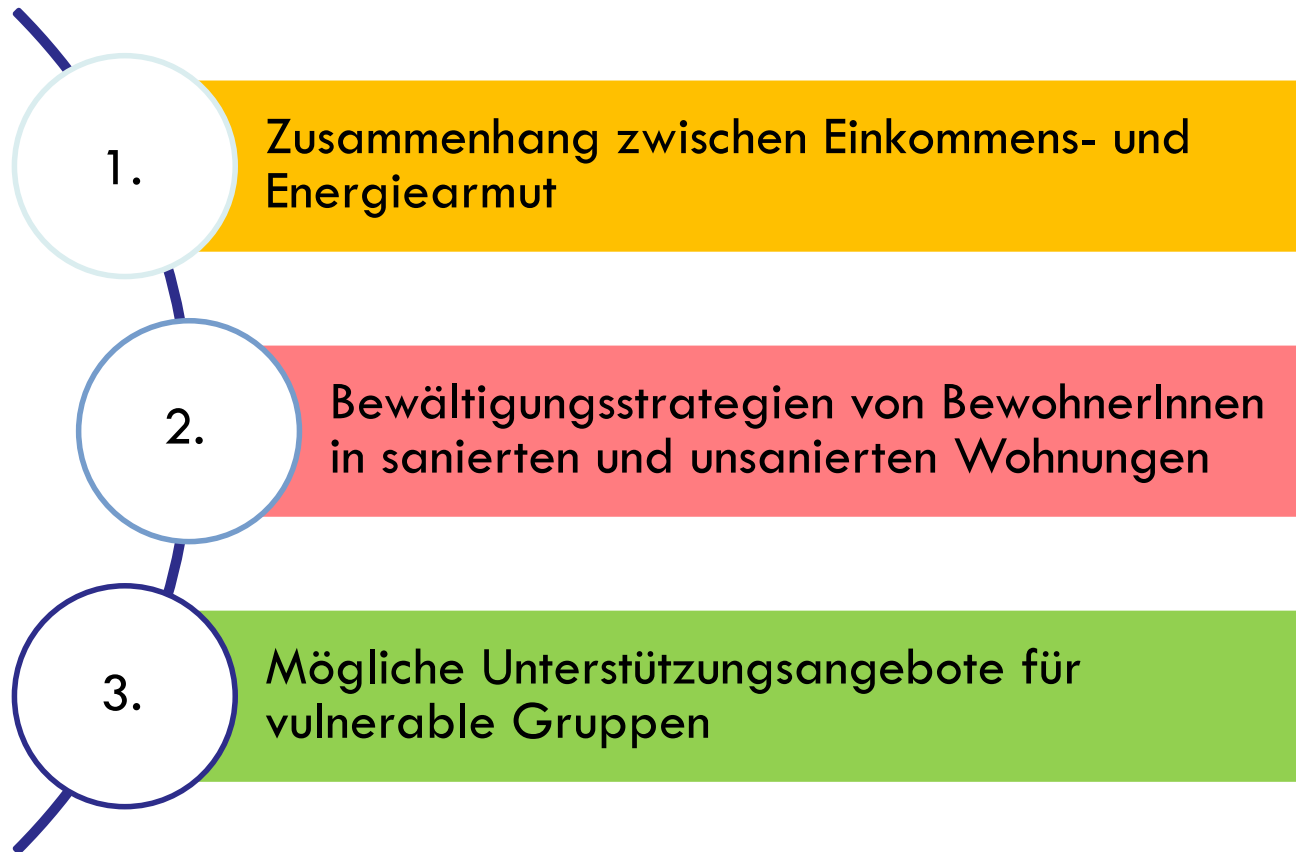 1.
Zusammenhang zwischen Einkommens- und
Energiearmut
2.
Bewältigungsstrategien von BewohnerInnen
in sanierten und unsanierten Wohnungen
3.
Mögliche Unterstützungsangebote für
vulnerable Gruppen